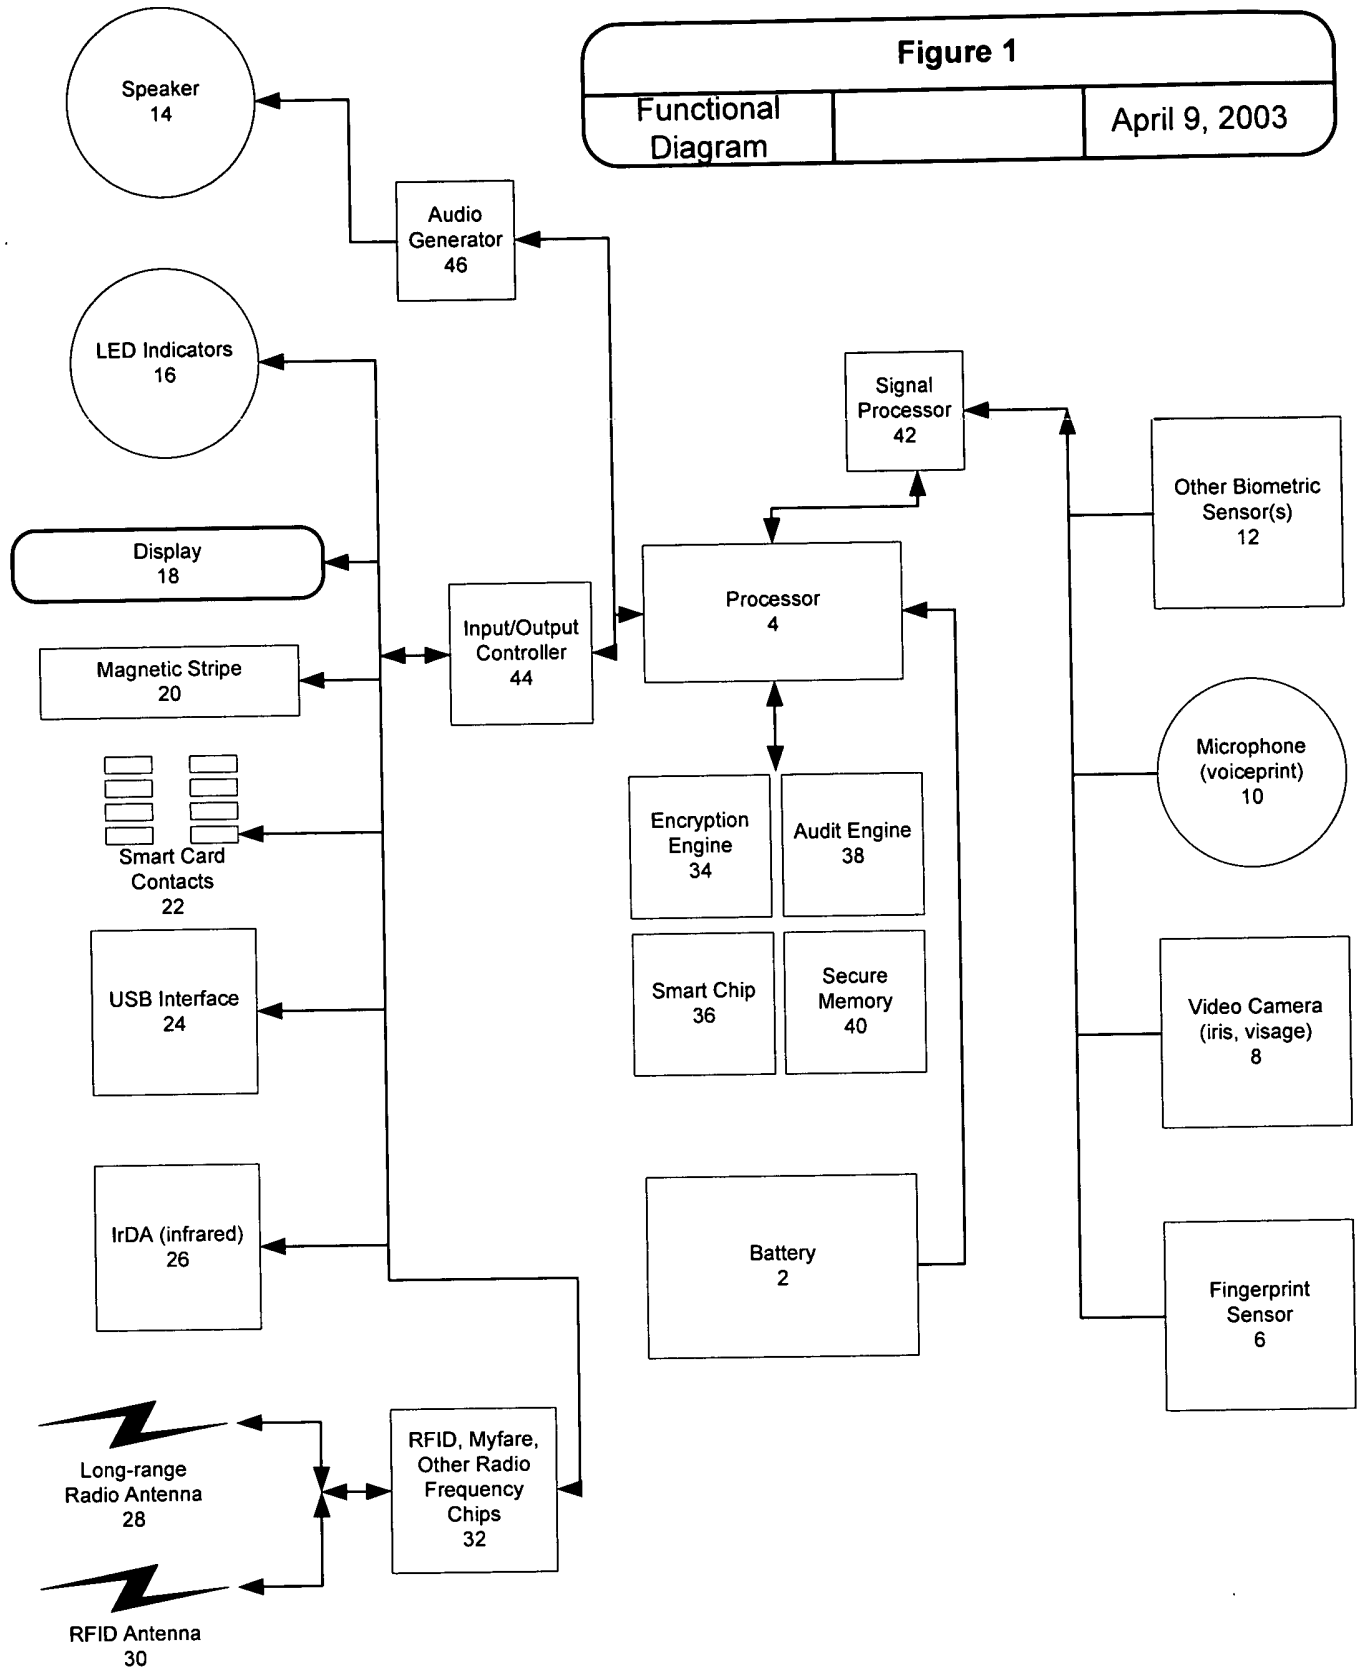 Figure 1
Functional
Diagram
April 9, 2003
Speaker
14
Audio
Generator
46
LED Indicators
16
Signal
Processor
42
Other Biometric
Sensor(s)
12
Display
18
Input/Output
Controller
44
Processor
4
Magnetic Stripe
20
Microphone
(voiceprint)
10
Smart Card
Contacts
22
Encryption
Engine
34
Audit Engine
38
USB Interface
24
Smart Chip
36
Secure
Memory
40
Video Camera
(iris, visage)
8
IrDA (infrared)
26
Battery
2
Fingerprint
Sensor
6
Long-range
Radio Antenna
28
RFID, Myfare,
Other Radio
Frequency
Chips
32
RFID Antenna
30